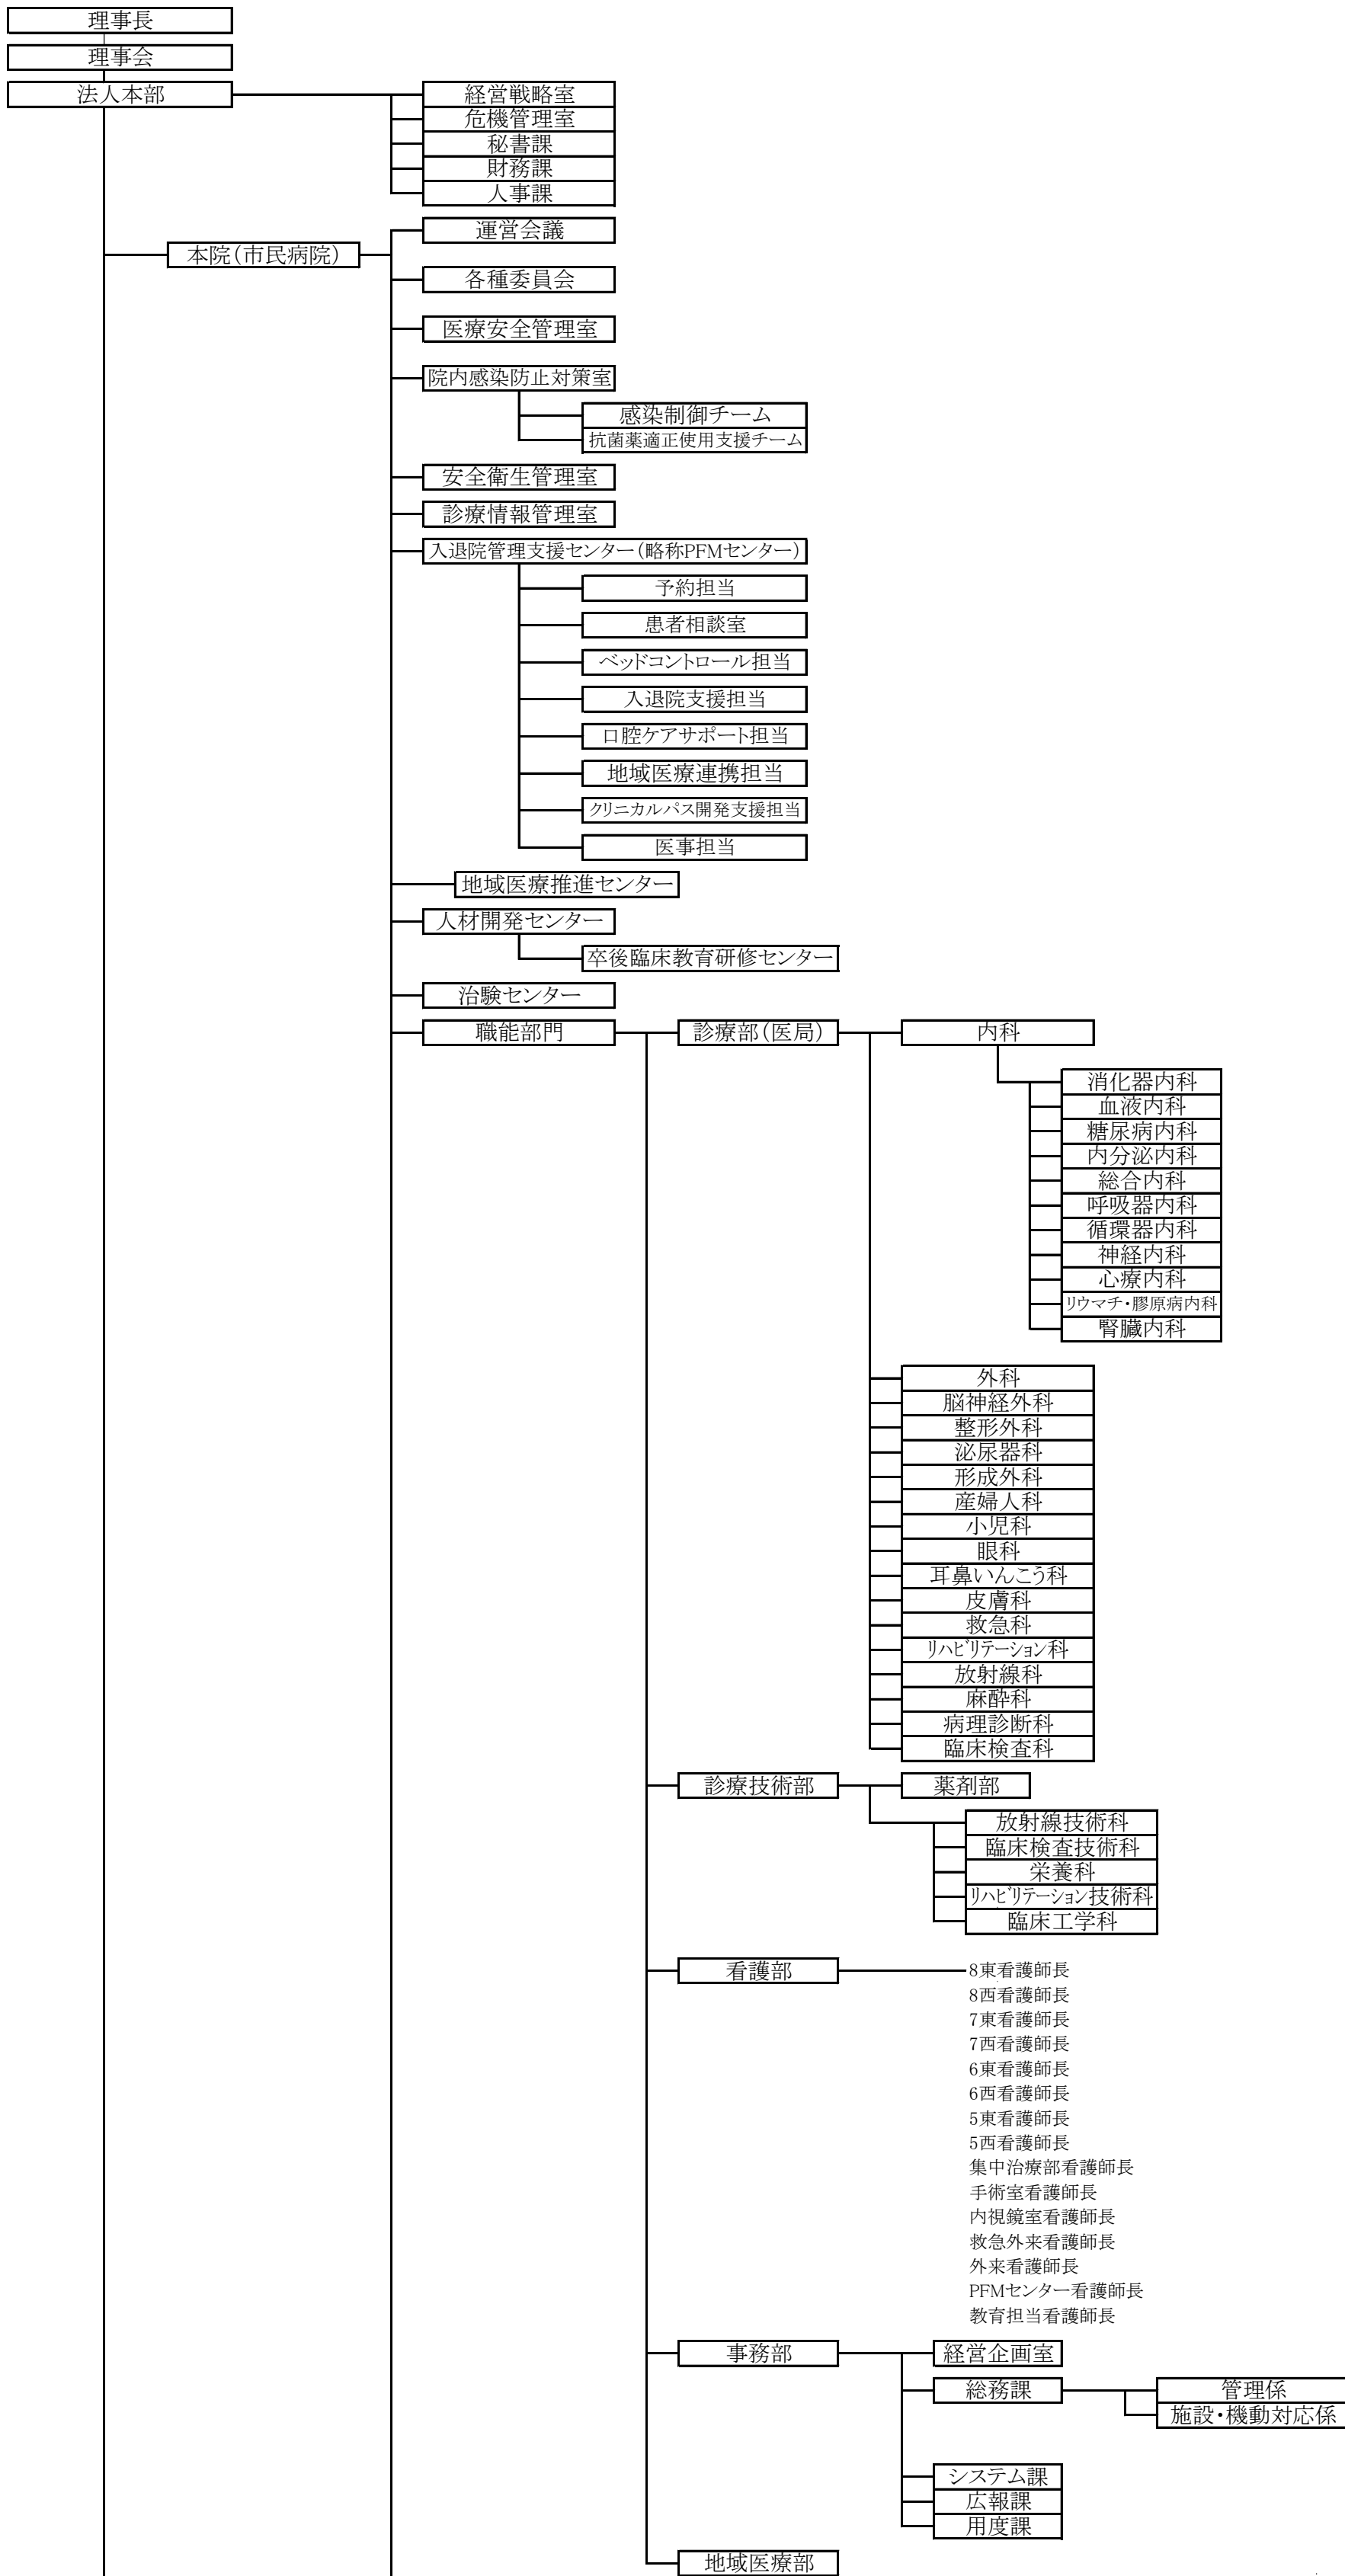 理事長
理事会
法人本部
経営戦略室
危機管理室
秘書課
財務課
人事課
本院(市民病院)
運営会議
各種委員会
医療安全管理室
院内感染防止対策室
感染制御チーム
抗菌薬適正使用支援チーム
安全衛生管理室
診療情報管理室
入退院管理支援センター(略称PFMセンター)
予約担当
患者相談室
ベッドコントロール担当
入退院支援担当
口腔ケアサポート担当
地域医療連携担当
クリニカルパス開発支援担当
医事担当
地域医療推進センター
人材開発センター
卒後臨床教育研修センター
治験センター
職能部門
診療部(医局)
内科
消化器内科
血液内科
糖尿病内科
内分泌内科
総合内科
呼吸器内科
循環器内科
神経内科
心療内科
リウマチ・膠原病内科
腎臓内科
外科
脳神経外科
整形外科
泌尿器科
形成外科
産婦人科
小児科
眼科
耳鼻いんこう科
皮膚科
救急科
リハビリテーション科
放射線科
麻酔科
病理診断科
臨床検査科
診療技術部
薬剤部
放射線技術科
臨床検査技術科
栄養科
リハビリテーション技術科
臨床工学科
看護部
8東看護師長
8西看護師長
7東看護師長
7西看護師長
6東看護師長
6西看護師長
5東看護師長
5西看護師長
集中治療部看護師長
手術室看護師長
内視鏡室看護師長
救急外来看護師長
外来看護師長
PFMセンター看護師長
教育担当看護師長
事務部
経営企画室
総務課
管理係
施設・機動対応係
システム課
広報課
用度課
地域医療部